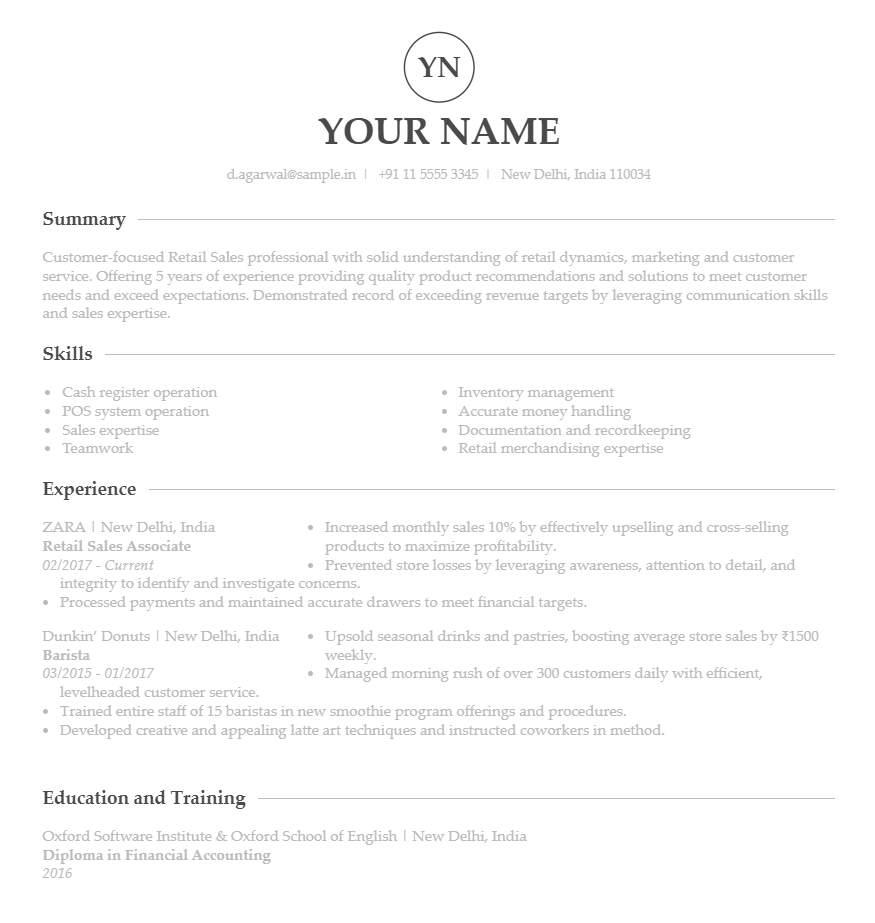 YN
YOUR NAME
d.agarwal@sample.in | +91 11 5555 3345 | New Delhi, India 110034
Summary
Customer-focused Retail Sales professional with solid understanding of retail dynamics, marketing and customer
service. Offering 5 years of experience providing quality product recommendations and solutions to meet customer
needs and exceed expectations. Demonstrated record of exceeding revenue targets by leveraging communication skills
and sales expertise.
Skills
• Cash register operation
• POS system operation
• Sales expertise
• Teamwork
• Inventory management
• Accurate money handling
• Documentation and recordkeeping
• Retail merchandising expertise
Experience
ZARA | New Delhi, India
Retail Sales Associate
02/2017 - Current
• Increased monthly sales 10% by effectively upselling and cross-selling
products to maximize profitability.
• Prevented store losses by leveraging awareness, attention to detail, and
integrity to identify and investigate concerns.
• Processed payments and maintained accurate drawers to meet financial targets.
Dunkin’ Donuts | New Delhi, India
Barista
03/2015 - 01/2017
• Upsold seasonal drinks and pastries, boosting average store sales by ₹1500
weekly.
• Managed morning rush of over 300 customers daily with efficient,
levelheaded customer service.
• Trained entire staff of 15 baristas in new smoothie program offerings and procedures.
• Developed creative and appealing latte art techniques and instructed coworkers in method.
Education and Training
Oxford Software Institute & Oxford School of English | New Delhi, India
Diploma in Financial Accounting
2016